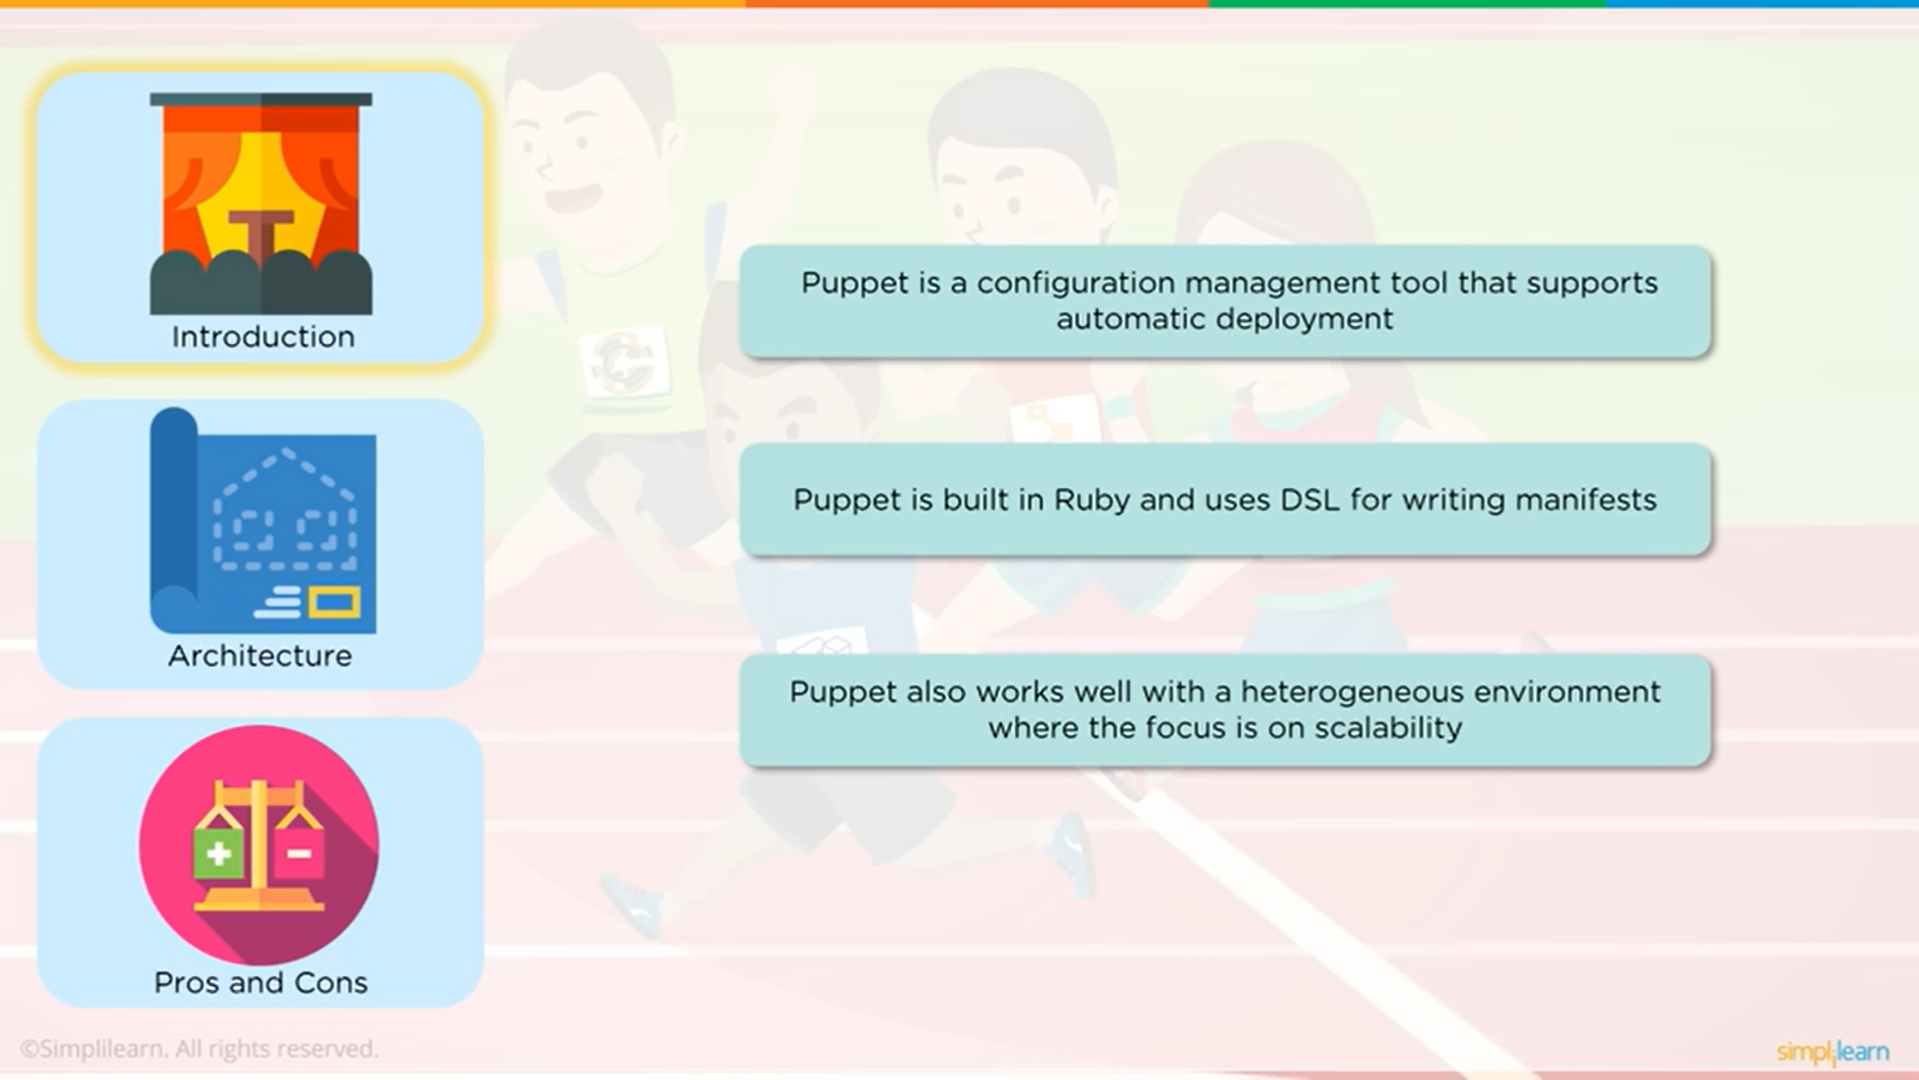 Introduction
Architecture
Pros and Cons
Puppet is a configuration management tool that supports
automatic deployment
Puppet is built in Ruby and uses DSL for writing manifests
Puppet also works well with a heterogeneous environment
where the focus is on scalability
©Simplilearn. All rights reserved.
simplilearn